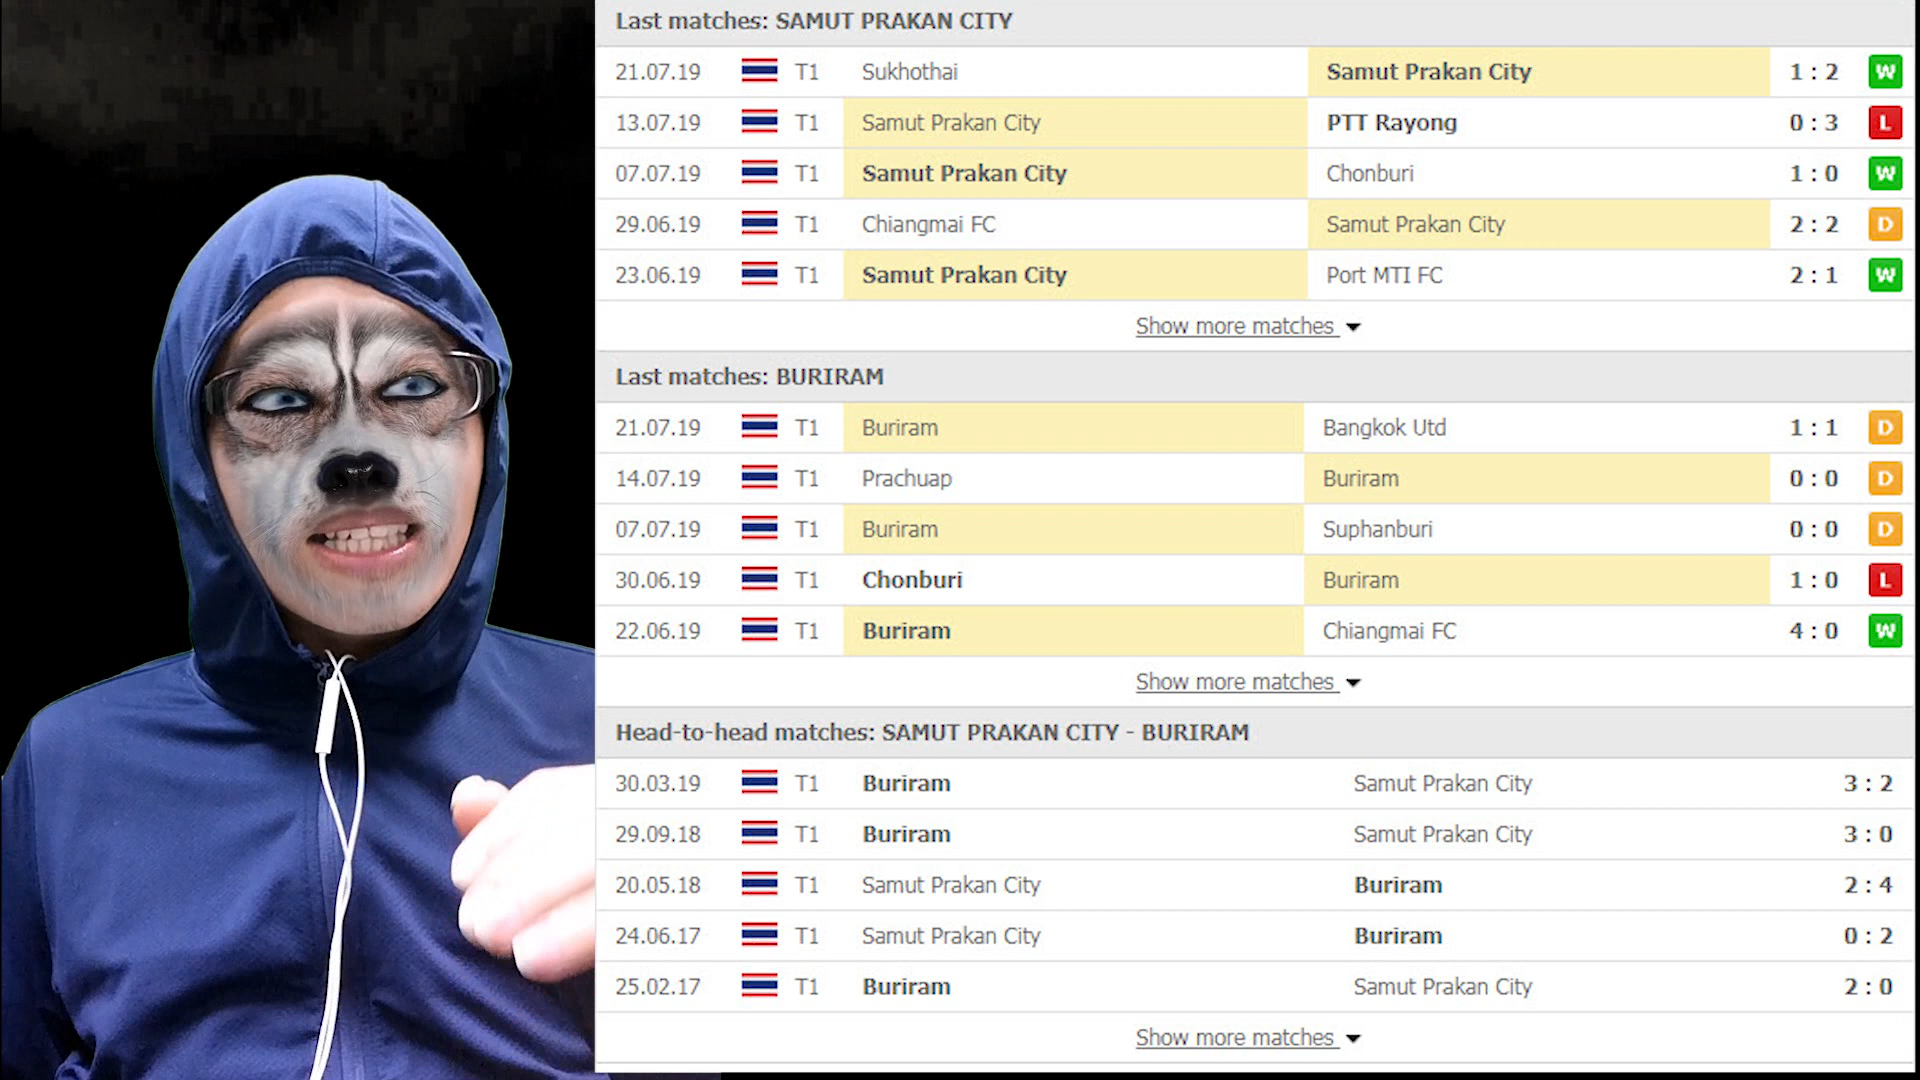 Last matches: SAMUT PRAKAN CITY
21.07.19 T1 Sukhothai Samut Prakan City 1 : 2 W
13.07.19 T1 Samut Prakan City PTT Rayong 0 : 3 L
07.07.19 T1 Samut Prakan City Chonburi 1 : 0 W
29.06.19 T1 Chiangmai FC Samut Prakan City 2 : 2 D
23.06.19 T1 Samut Prakan City Port MTI FC 2 : 1 W
Show more matches
Last matches: BURIRAM
21.07.19 T1 Buriram Bangkok Utd 1 : 1 D
14.07.19 T1 Prachuap Buriram 0 : 0 D
07.07.19 T1 Buriram Suphanburi 0 : 0 D
30.06.19 T1 Chonburi Buriram 1 : 0 L
22.06.19 T1 Buriram Chiangmai FC 4 : 0 W
Show more matches
Head-to-head matches: SAMUT PRAKAN CITY - BURIRAM
30.03.19 T1 Buriram Samut Prakan City 3 : 2
29.09.18 T1 Buriram Samut Prakan City 3 : 0
20.05.18 T1 Samut Prakan City Buriram 2 : 4
24.06.17 T1 Samut Prakan City Buriram 0 : 2
25.02.17 T1 Buriram Samut Prakan City 2 : 0
Show more matches